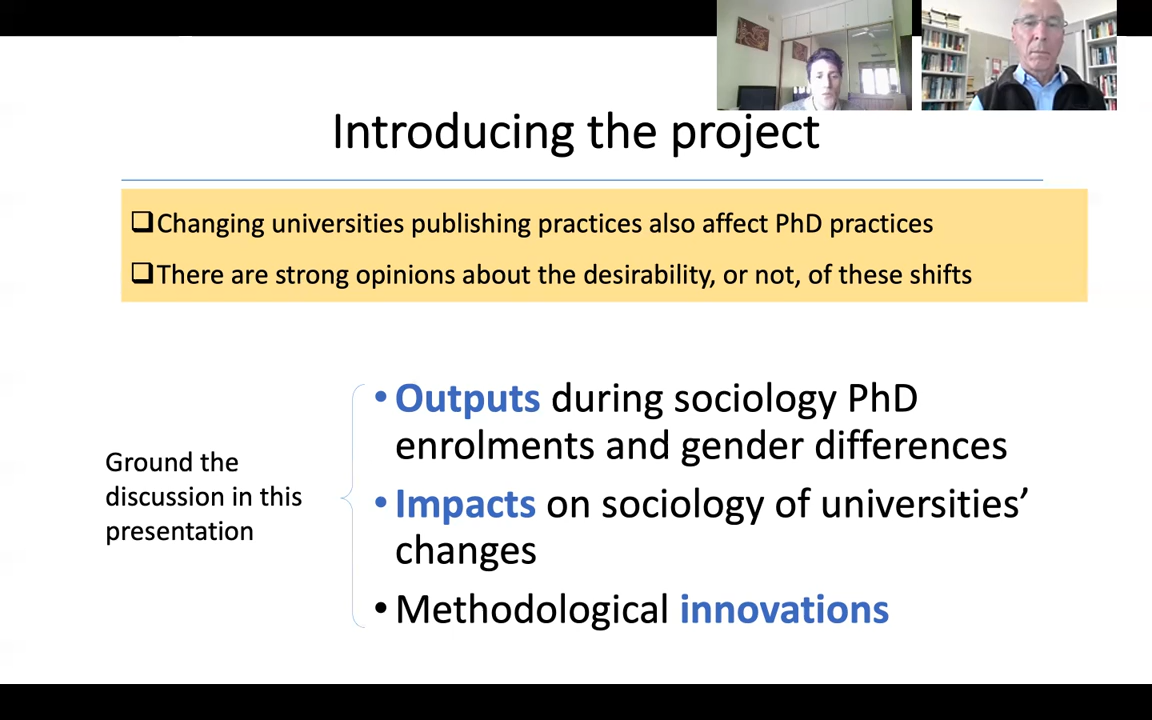 Introducing the project
❑Changing universities publishing practices also affect PhD practices
❑There are strong opinions about the desirability, or not, of these shifts
Ground the
discussion in this
presentation
•Outputs during sociology PhD
enrolments and gender differences
•Impacts on sociology of universities’
changes
•Methodological innovations